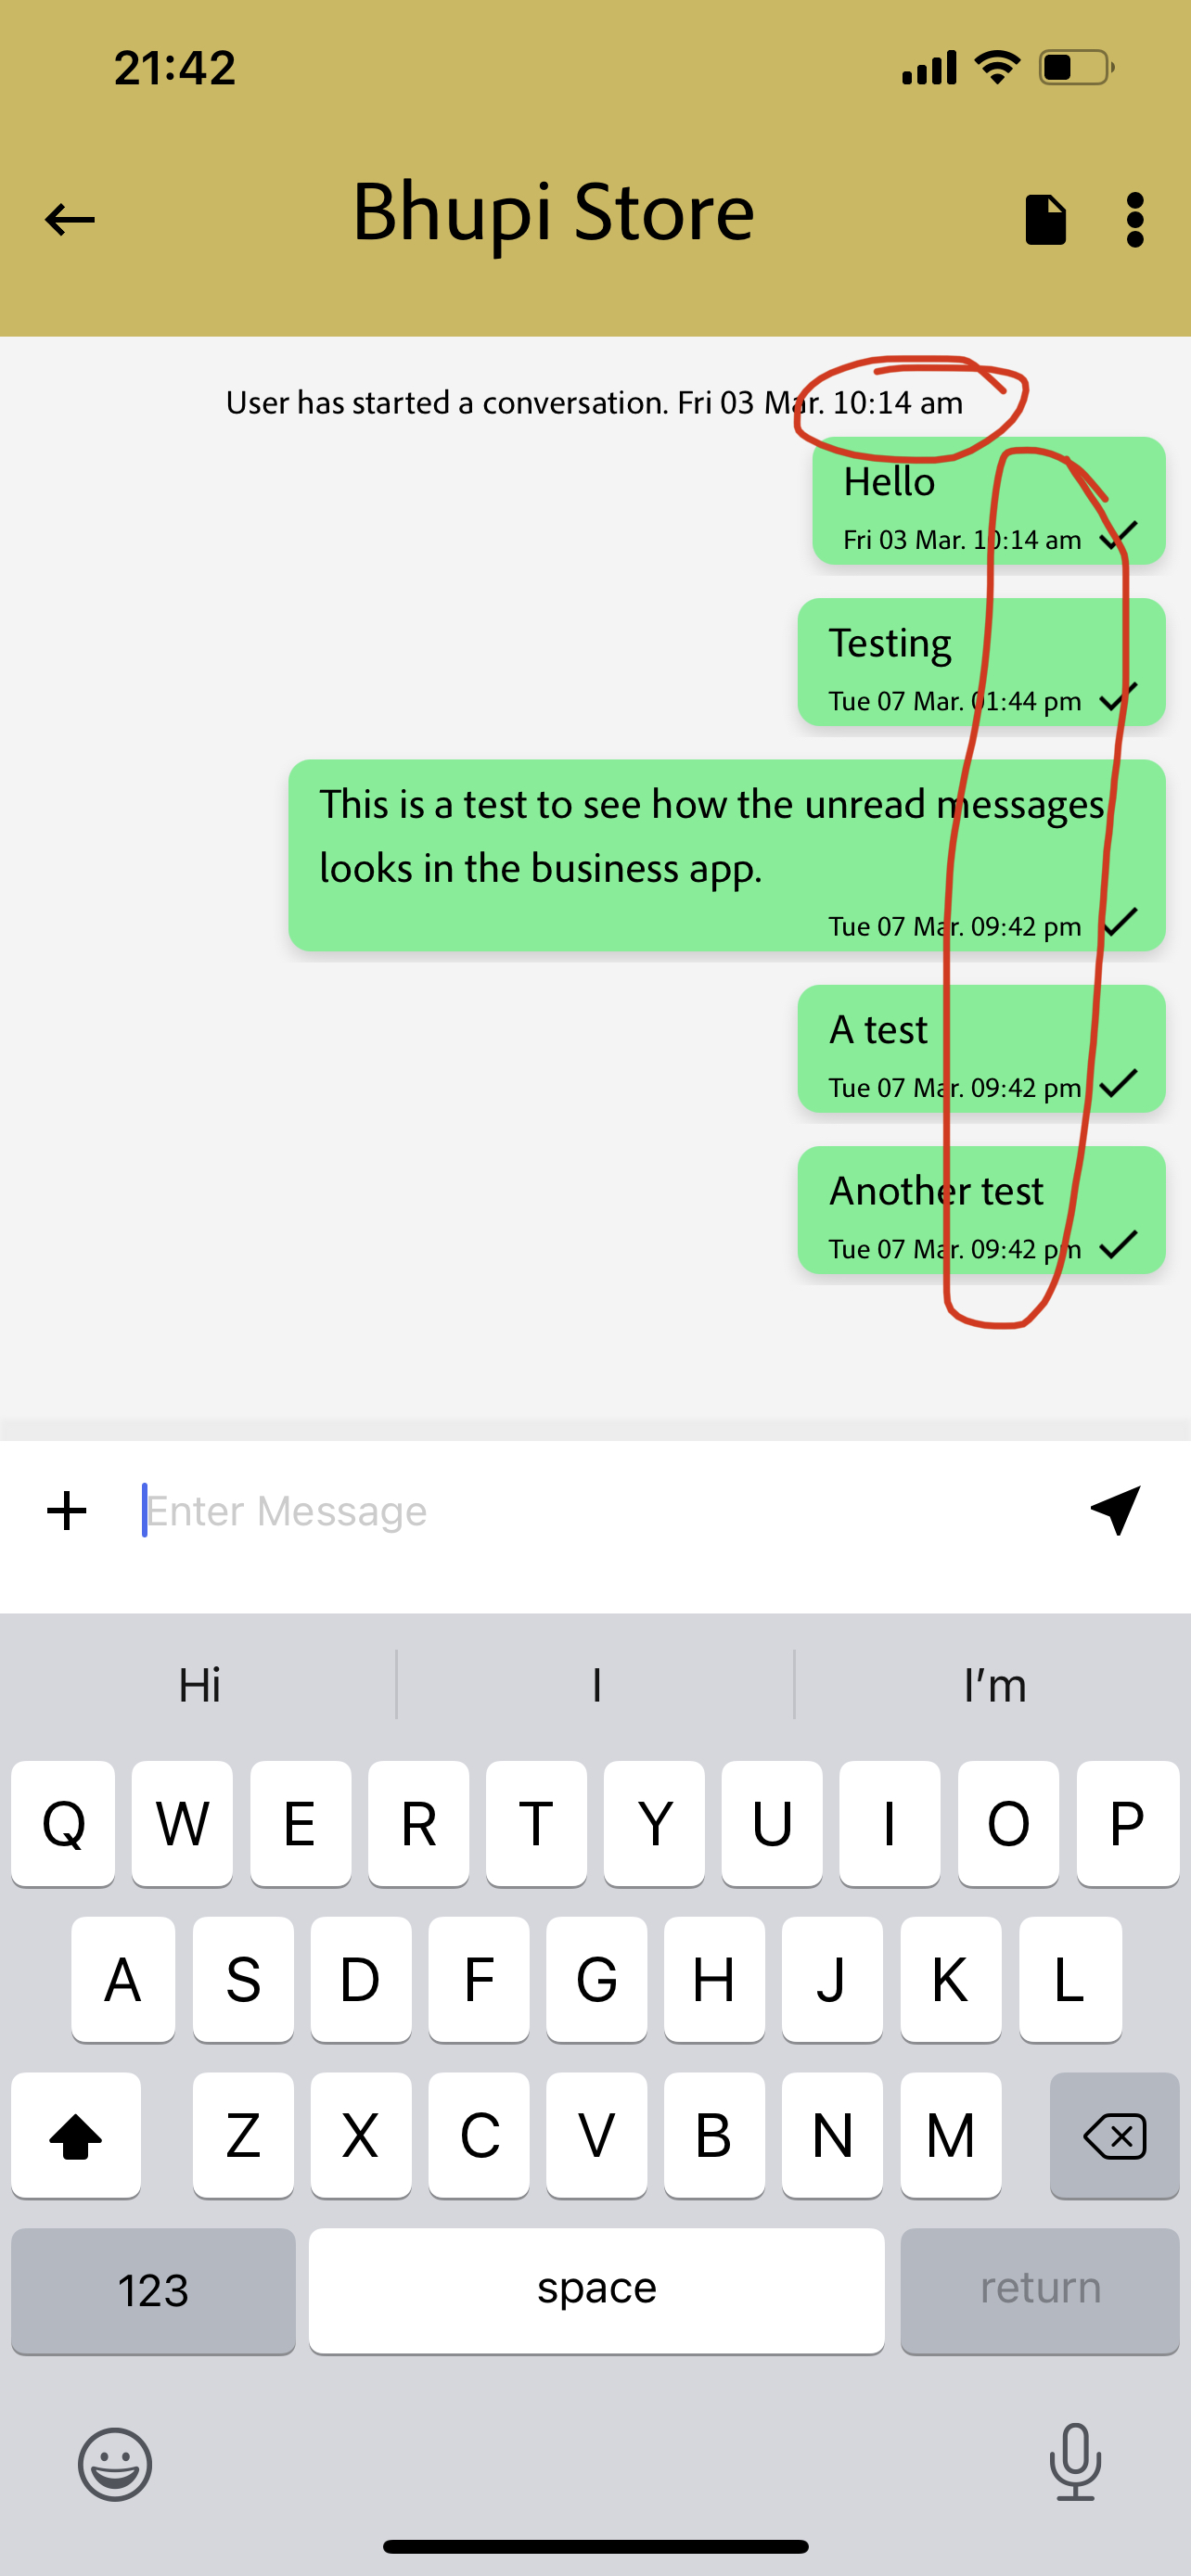 21:42
Bhupi Store
User has started a conversation. Fri 03 Mar. 10:14 am
Hello
Fri 03 Mar. 10:14 am
Testing
Tue 07 Mar. 01:44 pm
This is a test to see how the unread messages
looks in the business app.
Tue 07 Mar. 09:42 pm
A test
Tue 07 Mar. 09:42 pm
Another test
Tue 07 Mar. 09:42 pm
Enter Message
Hi I I’m
Q W E R T Y U I O P
A S D F G H J K L
Z X C V B N M
123 space return